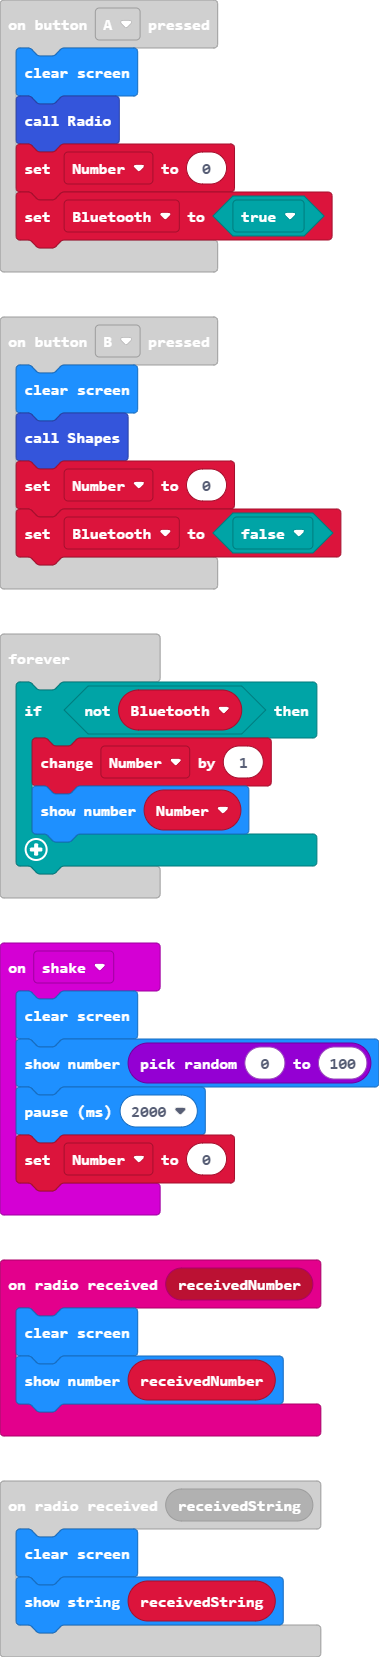 on button A pressed
clear screen
call Radio
set Number to 0
set Bluetooth to true
on button B pressed
clear screen
call Shapes
set Number to 0
set Bluetooth to false
forever
if not Bluetooth then
change Number by 1
show number Number
on shake
clear screen
show number pick random 0 to 100
pause (ms) 2000
set Number to 0
on radio received receivedNumber
clear screen
show number receivedNumber
on radio received receivedString
clear screen
show string receivedString